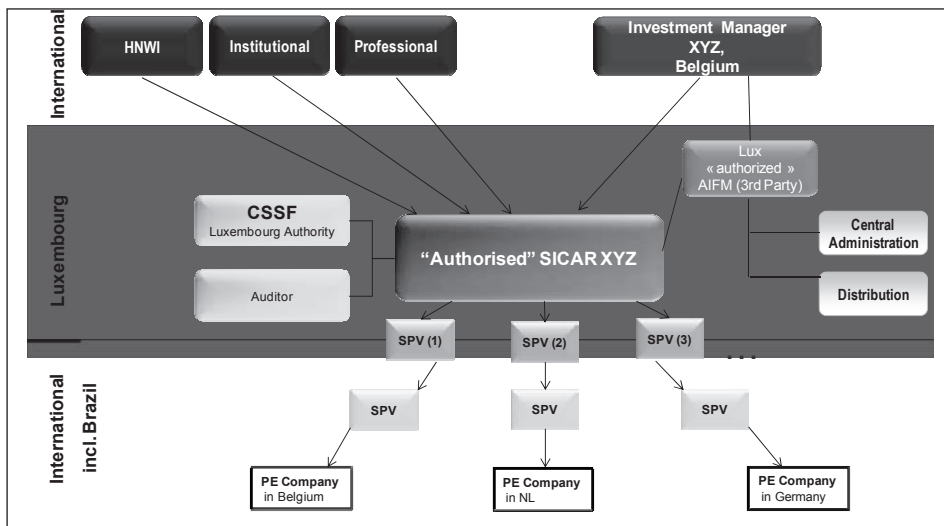 International
HNWI
Institutional
Professional
Investment Manager
XYZ,
Belgium
Luxembourg
Lux
« authorized »
AIFM (3rd Party)
CSSF
Luxembourg Authority
Auditor
“Authorised” SICAR XYZ
Central
Administration
Distribution
SPV (1)
SPV (2)
SPV (3)
...
International
incl. Brazil
SPV
SPV
SPV
PE Company
in Belgium
PE Company
in NL
PE Company
in Germany